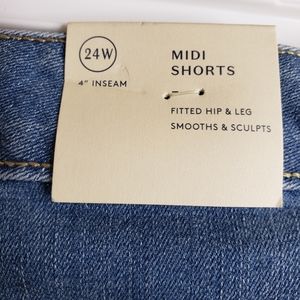 24W
4" INSEAM
MIDI
SHORTS
FITTED HIP & LEG
SMOOTHS & SCULPTS